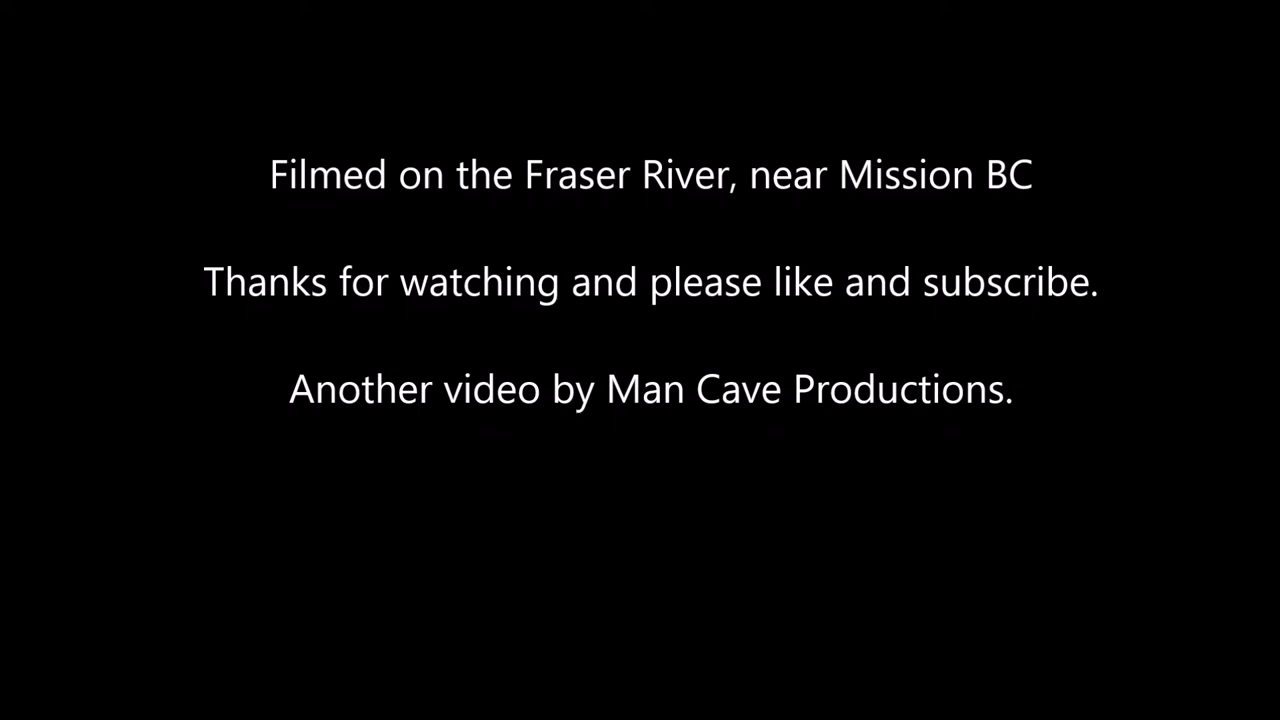 Filmed on the Fraser River, near Mission BC
Thanks for watching and please like and subscribe.
Another video by Man Cave Productions.